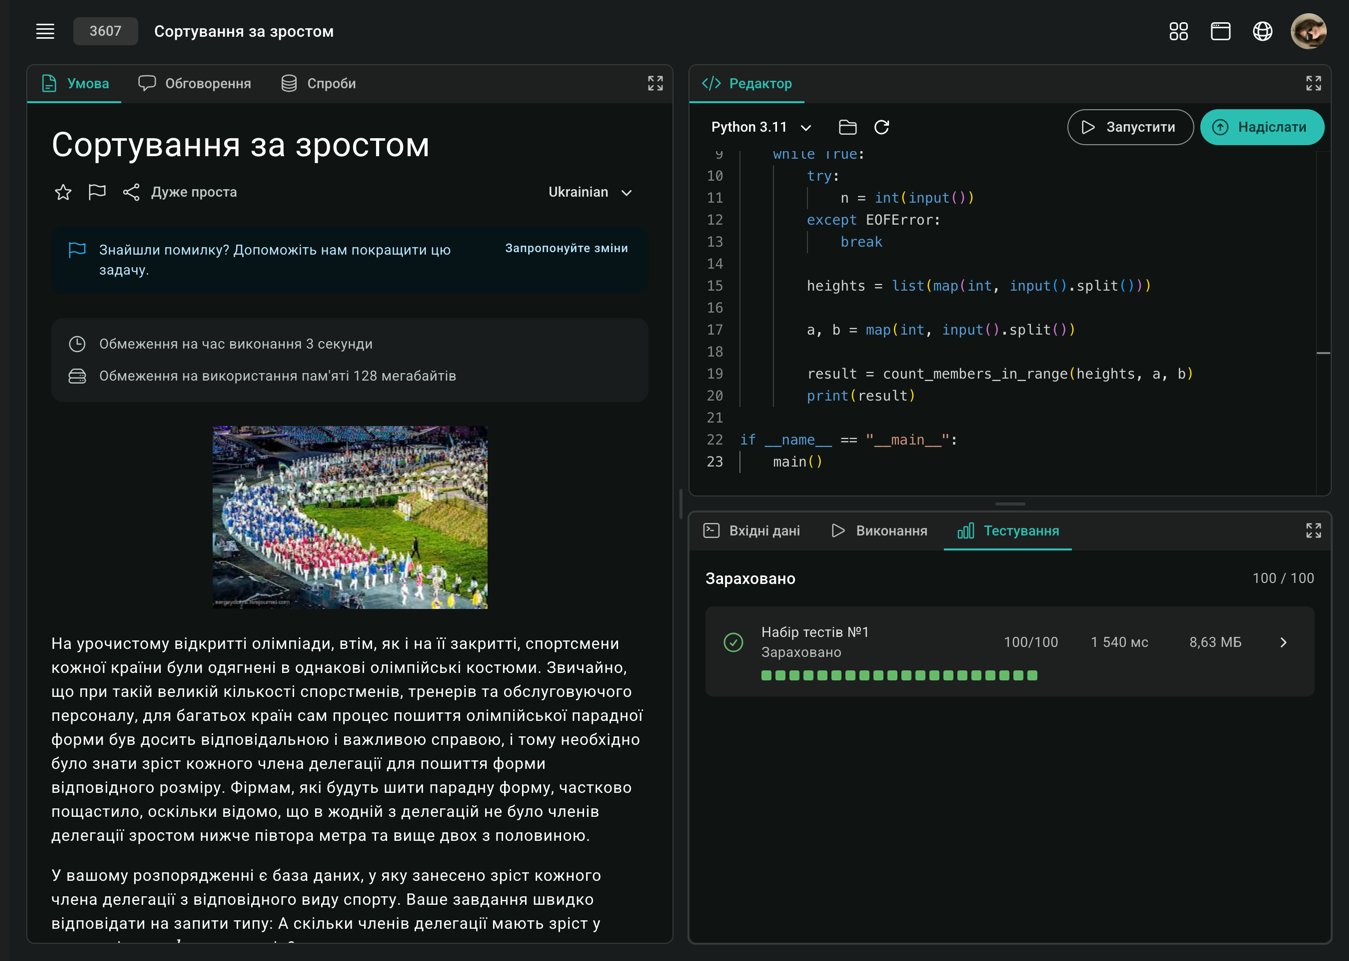 3607
Сортування за зростом
Умова
Обговорення
Спроби
Сортування за зростом
Дуже проста
Ukrainian
Знайшли помилку? Допоможіть нам покращити цю
задачу.
Запропонуйте зміни
Обмеження на час виконання 3 секунди
Обмеження на використання пам'яті 128 мегабайтів
На урочистому відкритті олімпіади, втім, як і на її закритті, спортсмени
кожної країни були одягнені в однакові олімпійські костюми. Звичайно,
що при такій великій кількості спорстменів, тренерів та обслуговуючого
персоналу, для багатьох країн сам процес пошиття олімпійської парадної
форми був досить відповідальною і важливою справою, і тому необхідно
було знати зріст кожного члена делегації для пошиття форми
відповідного розміру. Фірмам, які будуть шити парадну форму, частково
пощастило, оскільки відомо, що в жодній з делегацій не було членів
делегації зростом нижче півтора метра та вище двох з половиною.
У вашому розпорядженні є база даних, у яку занесено зріст кожного
члена делегації з відповідного виду спорту. Ваше завдання швидко
відповідати на запити типу: А скільки членів делегації мають зріст у
Редактор
Python 3.11
Запустити
Надіслати
9 while True:
10 try:
11 n = int(input())
12 except EOFError:
13 break
14
15 heights = list(map(int, input().split()))
16
17 a, b = map(int, input().split())
18
19 result = count_members_in_range(heights, a, b)
20 print(result)
21
22 if __name__ == "__main__":
23 main()
Вхідні дані
Виконання
Тестування
Зараховано
100 / 100
Набір тестів №1
Зараховано
100/100
1 540 мс
8,63 МБ